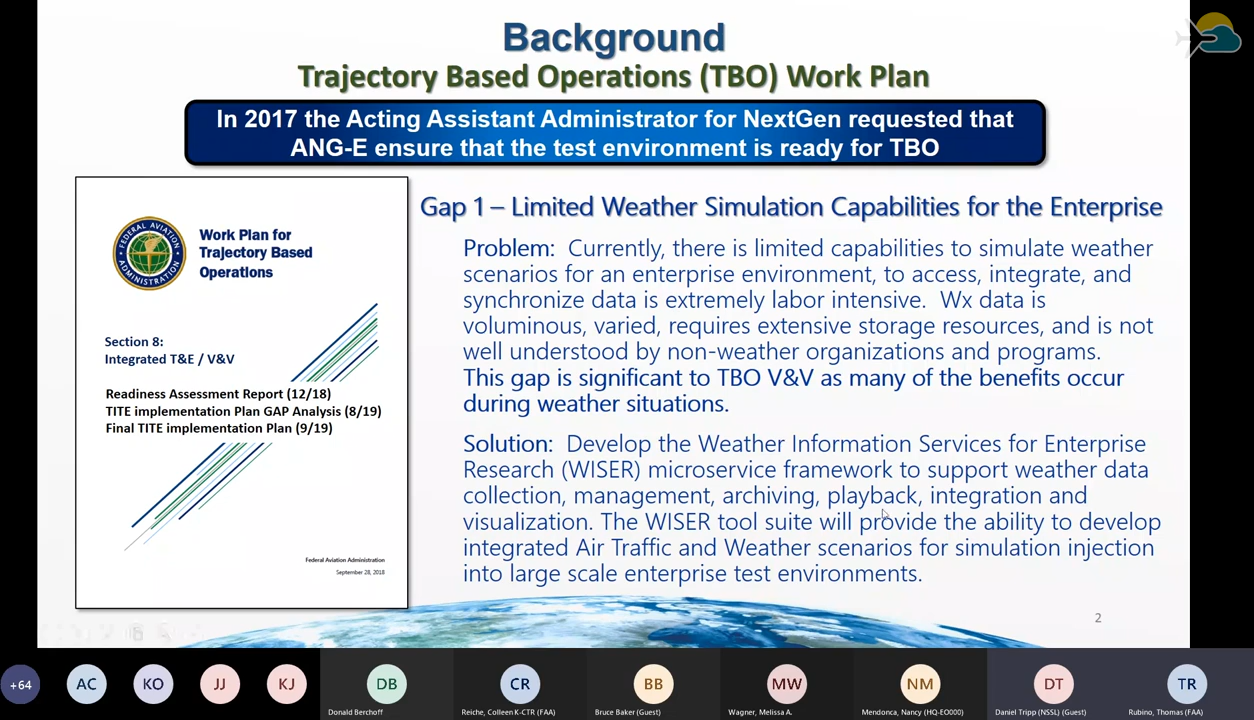 Background
Trajectory Based Operations (TBO) Work Plan
In 2017 the Acting Assistant Administrator for NextGen requested that
ANG-E ensure that the test environment is ready for TBO
FEDERAL AVIATION
ADMINISTRATION
Work Plan for
Trajectory Based
Operations
Section 8:
Integrated T&E / V&V
Readiness Assessment Report (12/18)
TITE implementation Plan GAP Analysis (8/19)
Final TITE implementation Plan (9/19)
Federal Aviation Administration
September 28, 2018
Gap 1 – Limited Weather Simulation Capabilities for the Enterprise
Problem: Currently, there is limited capabilities to simulate weather
scenarios for an enterprise environment, to access, integrate, and
synchronize data is extremely labor intensive. Wx data is
voluminous, varied, requires extensive storage resources, and is not
well understood by non-weather organizations and programs.
This gap is significant to TBO V&V as many of the benefits occur
during weather situations.
Solution: Develop the Weather Information Services for Enterprise
Research (WISER) microservice framework to support weather data
collection, management, archiving, playback, integration and
visualization. The WISER tool suite will provide the ability to develop
integrated Air Traffic and Weather scenarios for simulation injection
into large scale enterprise test environments.
2
+64
AC
KO
JJ
KJ
DB
CR
BB
MW
NM
DT
TR
Donald Berchoff
Reiche, Colleen K-CTR (FAA)
Bruce Baker (Guest)
Wagner, Melissa A.
Mendonca, Nancy (HQ-EO000)
Daniel Tripp (NSSL) (Guest)
Rubino, Thomas (FAA)